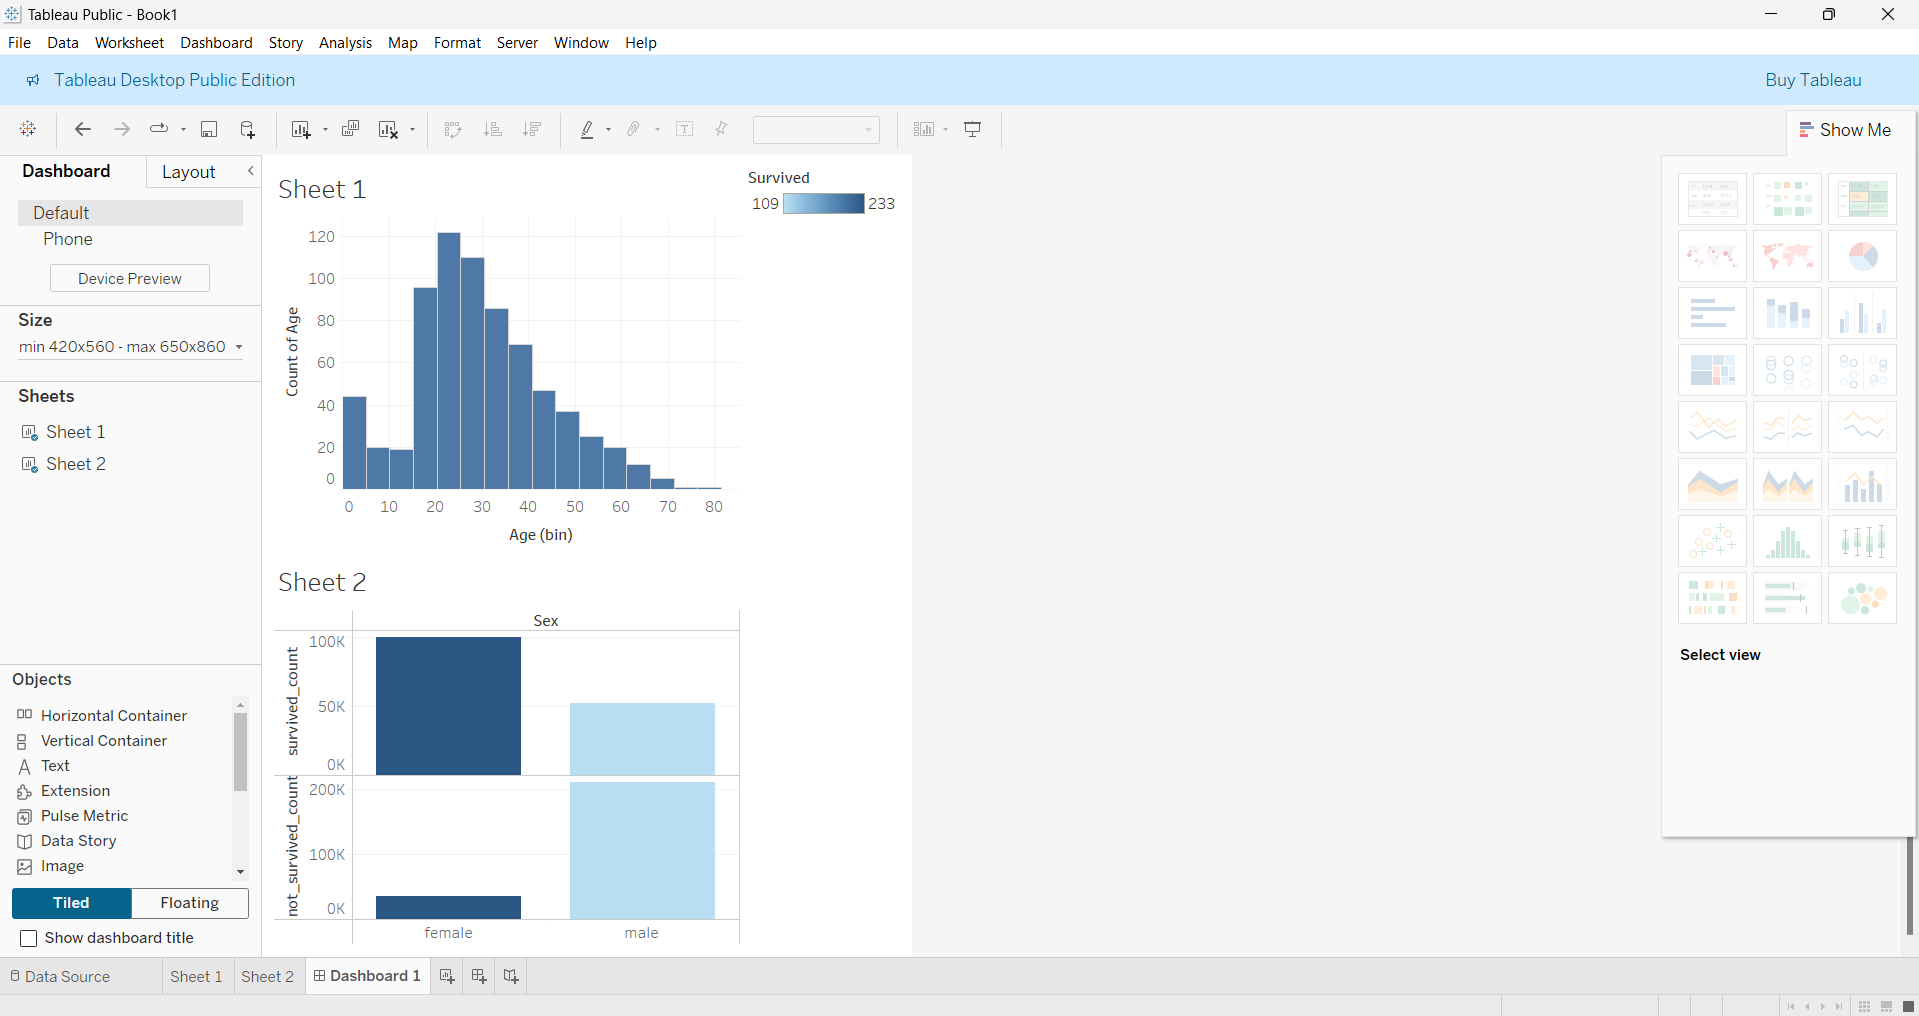 Tableau Public - Book1
File Data Worksheet Dashboard Story Analysis Map Format Server Window Help
Tableau Desktop Public Edition
Buy Tableau
Show Me
Dashboard
Layout
Default
Phone
Device Preview
Size
min 420x560 - max 650x860
Sheets
Sheet 1
Sheet 2
Objects
Horizontal Container
Vertical Container
Text
Extension
Pulse Metric
Data Story
Image
Tiled
Floating
Show dashboard title
Sheet 1
Count of Age
120
100
80
60
40
20
0
0 10 20 30 40 50 60 70 80
Age (bin)
Survived
109 233
Sheet 2
Sex
survived_count
100K
50K
0K
not_survived_count
200K
100K
0K
female male
Select view
Data Source
Sheet 1
Sheet 2
Dashboard 1